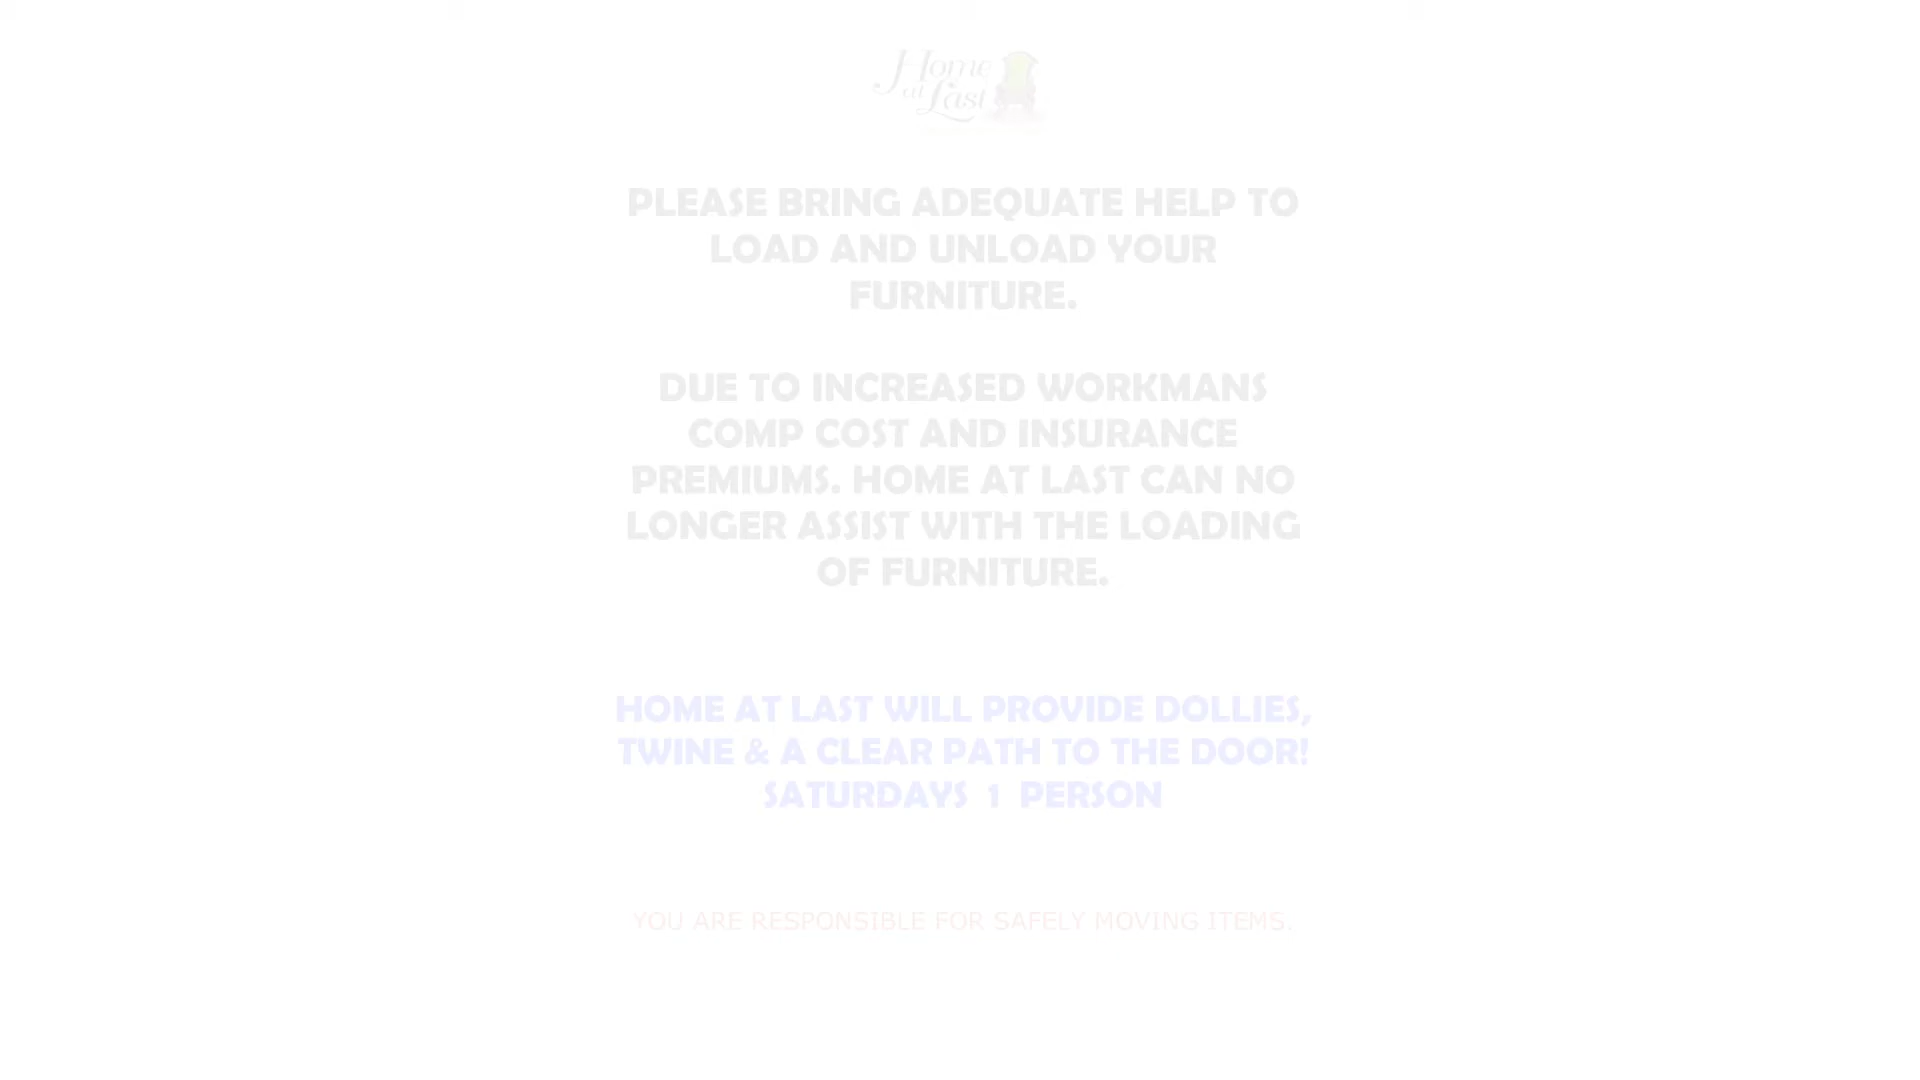 Home
at Last
PLEASE BRING ADEQUATE HELP TO
LOAD AND UNLOAD YOUR
FURNITURE.
DUE TO INCREASED WORKMANS
COMP COST AND INSURANCE
PREMIUMS. HOME AT LAST CAN NO
LONGER ASSIST WITH THE LOADING
OF FURNITURE.
HOME AT LAST WILL PROVIDE DOLLIES,
TWINE & A CLEAR PATH TO THE DOOR!
SATURDAYS 1 PERSON
YOU ARE RESPONSIBLE FOR SAFELY MOVING ITEMS.